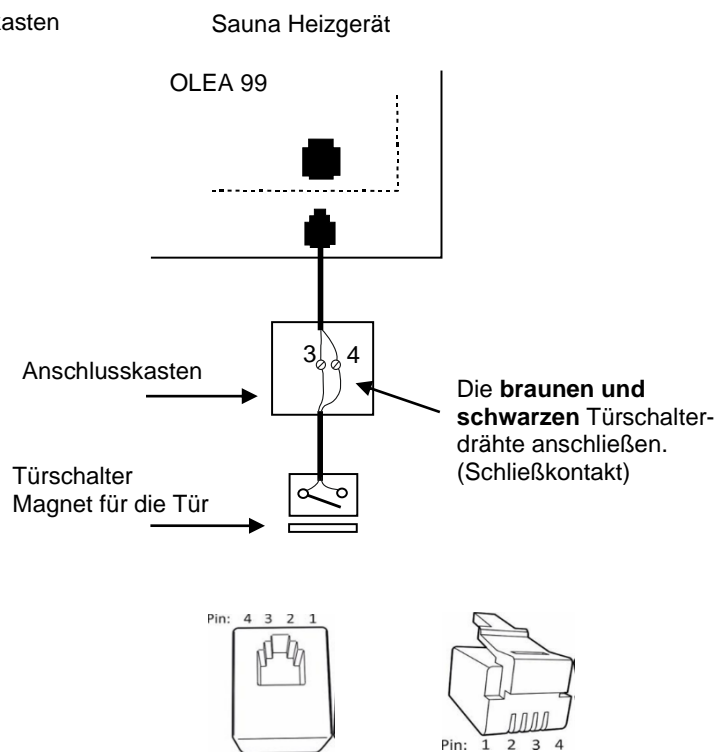 kasten
Sauna Heizgerät
OLEA 99
3 4
Anschlusskasten
Die braunen und
schwarzen Türschalter-
drähte anschließen.
(Schließkontakt)
Türschalter
Magnet für die Tür
Pin: 4 3 2 1
Pin: 1 2 3 4